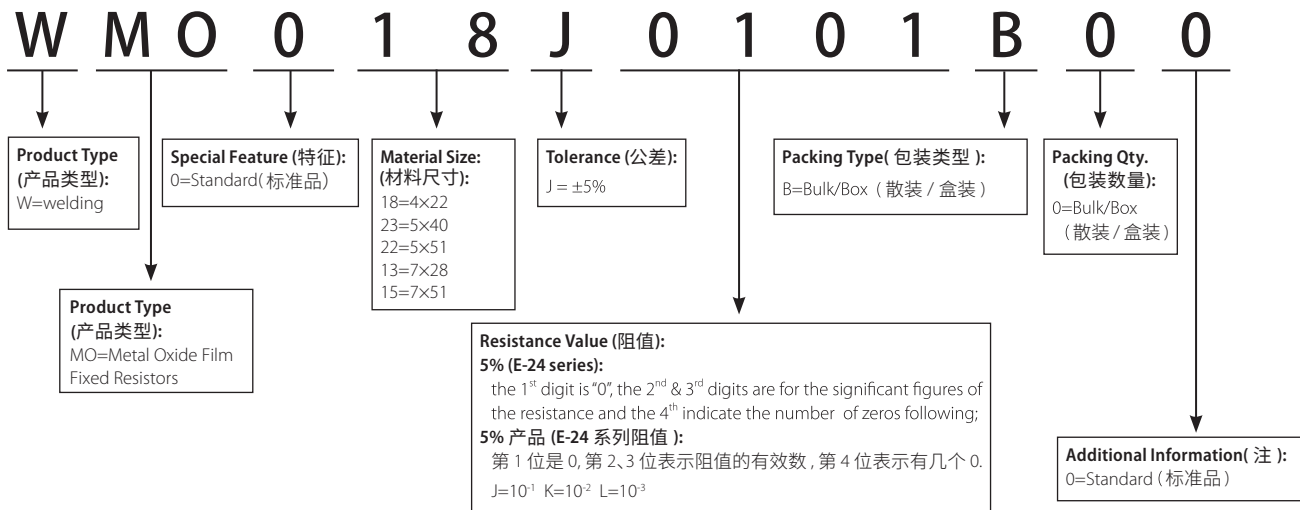 W M O 0 1 8 J 0 1 0 1 B 0 0
Product Type
(产品类型):
W=welding
Product Type
(产品类型):
MO=Metal Oxide Film
Fixed Resistors
Special Feature (特征):
0=Standard(标准品)
Material Size:
(材料尺寸):
18=4×22
23=5×40
22=5×51
13=7×28
15=7×51
Tolerance (公差):
J = ±5%
Resistance Value (阻值):
5% (E-24 series):
the 1st digit is “0”, the 2nd & 3rd digits are for the significant figures of
the resistance and the 4th indicate the number of zeros following;
5% 产品 (E-24 系列阻值 ):
第 1 位是 0, 第 2、3 位表示阻值的有效数 , 第 4 位表示有几个 0.
J=10-1 K=10-2 L=10-3
Packing Type( 包装类型 ):
B=Bulk/Box ( 散装 / 盒装 )
Packing Qty.
(包装数量):
0=Bulk/Box
( 散装 / 盒装 )
Additional Information( 注 ):
0=Standard ( 标准品 )